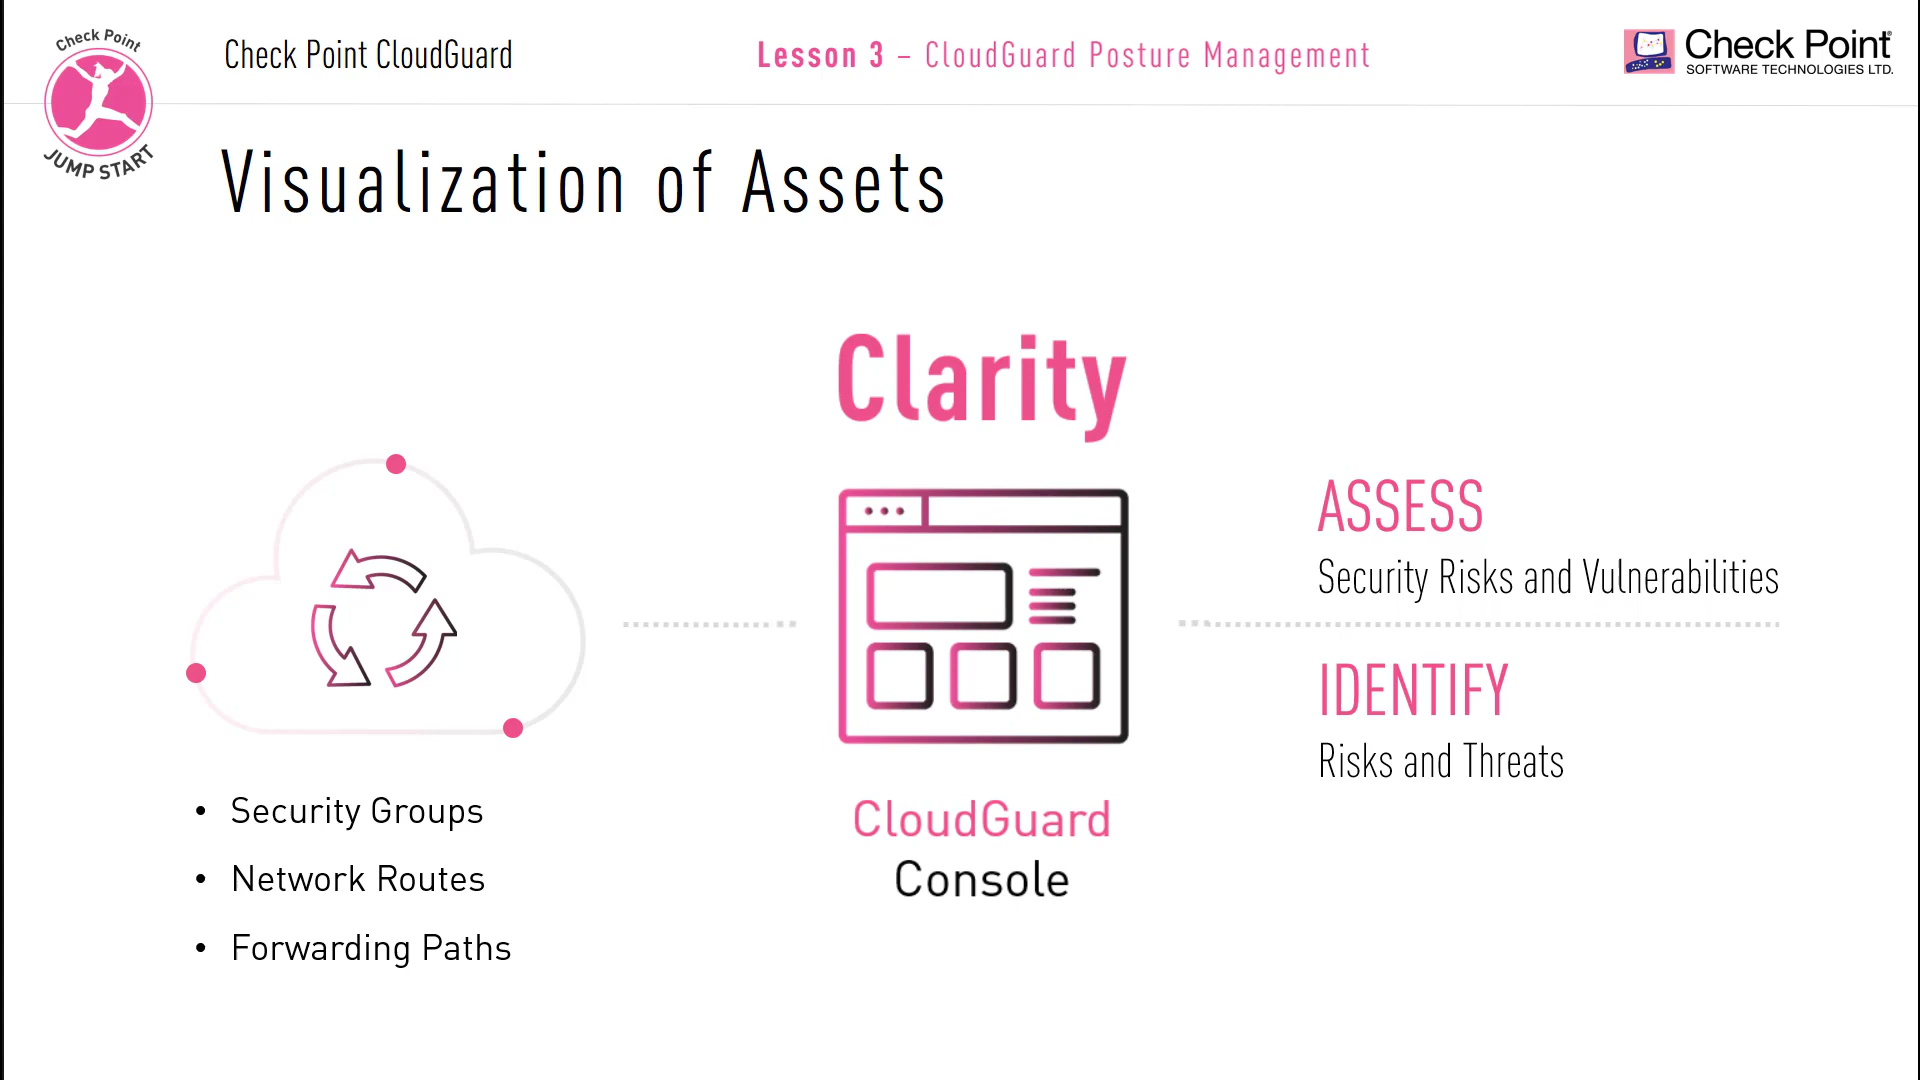 Check Point
JUMP START
Check Point CloudGuard
Lesson 3 – CloudGuard Posture Management
Check Point®
SOFTWARE TECHNOLOGIES LTD.
Visualization of Assets
• Security Groups
• Network Routes
• Forwarding Paths
Clarity
CloudGuard
Console
ASSESS
Security Risks and Vulnerabilities
IDENTIFY
Risks and Threats